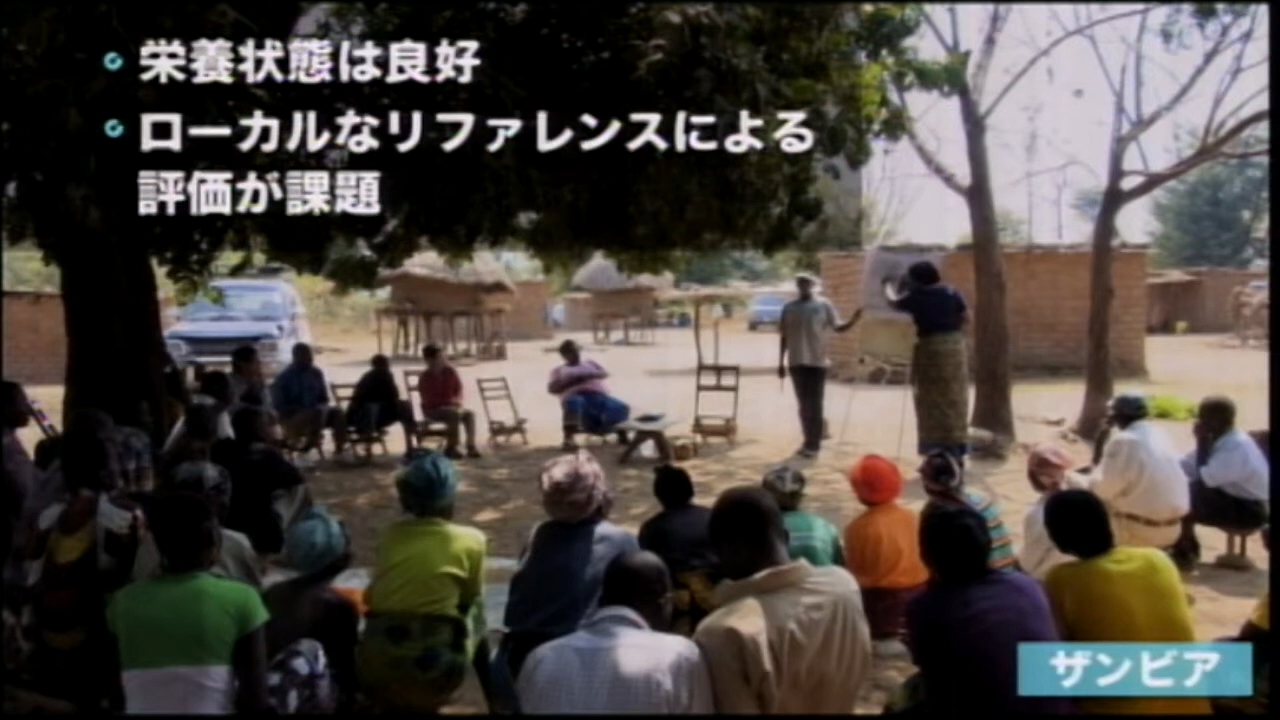 栄養状態は良好
ローカルなリファレンスによる
評価が課題
ザンビア